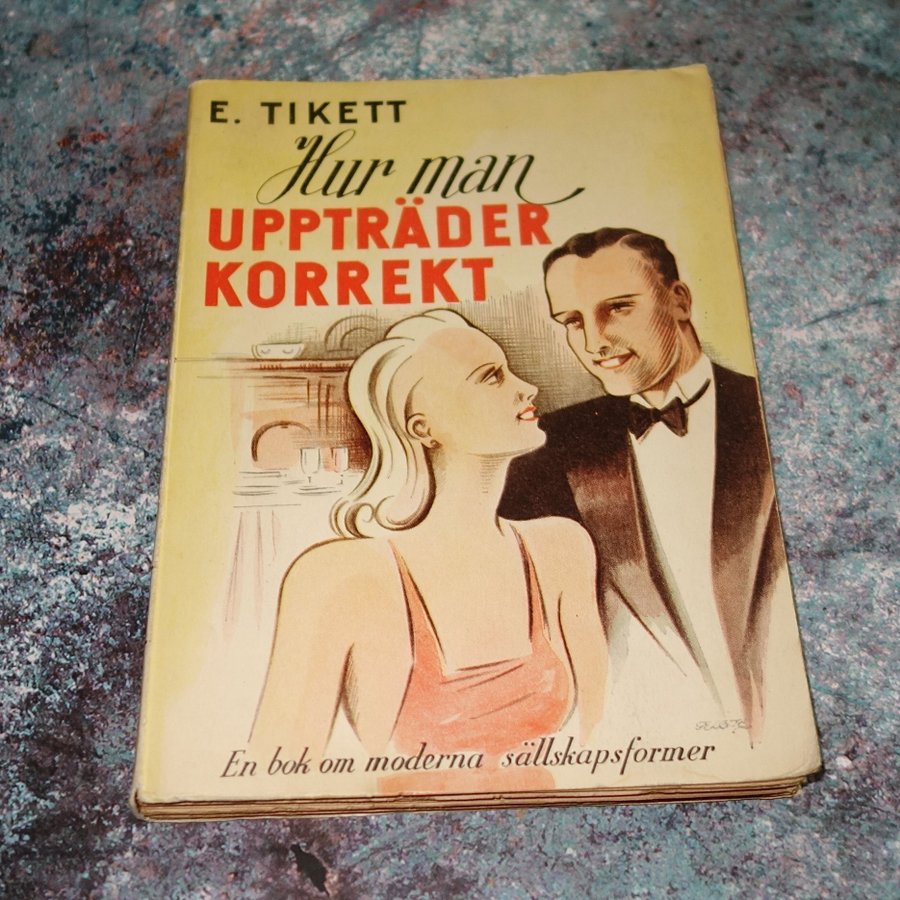 E. TIKETT
Hur man
UPPTRÄDER
KORREKT
En bok om moderna sällskapsformer